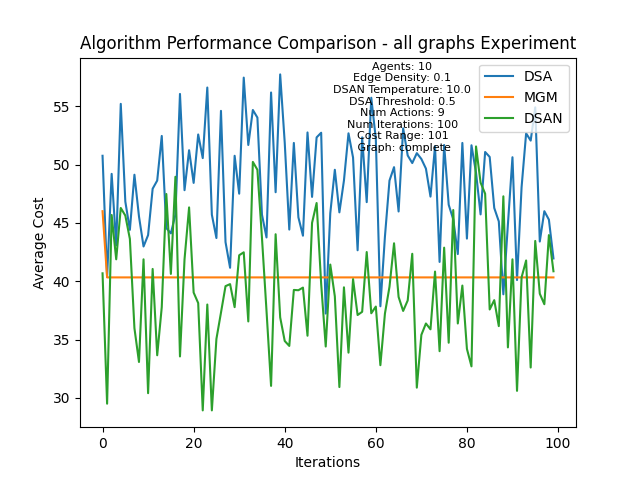 Algorithm Performance Comparison - all graphs Experiment
Agents: 10
Edge Density: 0.1
DSAN Temperature: 10.0
DSA Threshold: 0.5
Num Actions: 9
Num Iterations: 100
Cost Range: 101
Graph: complete
DSA
MGM
DSAN
Average Cost
55
50
45
40
35
30
0
20
40
60
80
100
Iterations